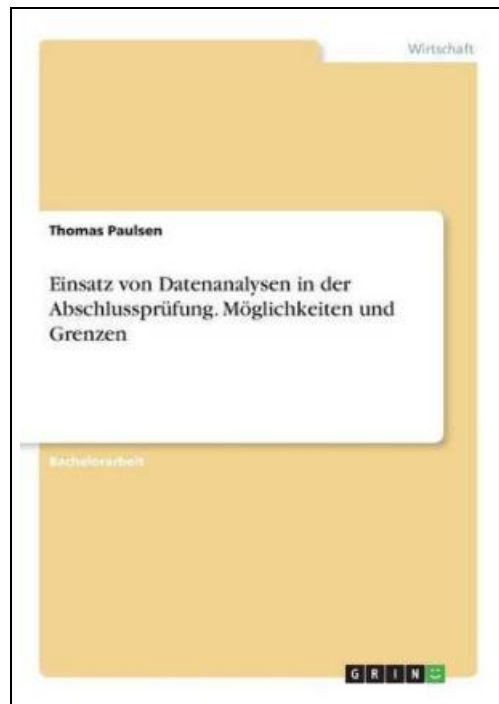 Wirtschaft
Thomas Paulsen
Einsatz von Datenanalysen in der
Abschlussprüfung. Möglichkeiten und
Grenzen
Bachelorarbeit
GRIN